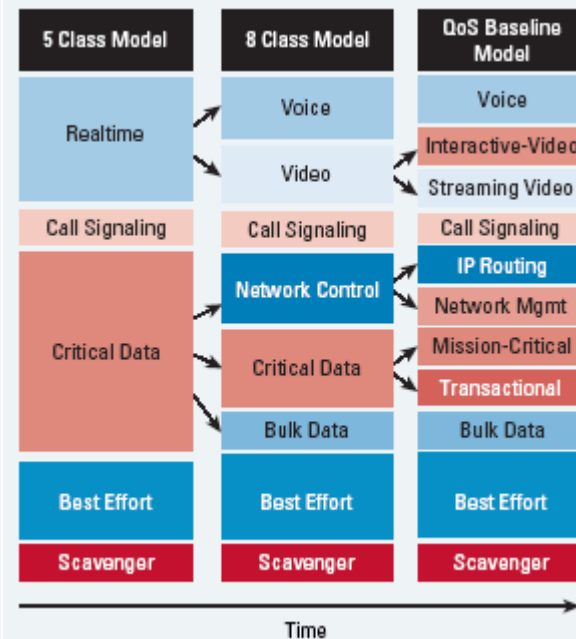 5 Class Model
8 Class Model
QoS Baseline
Model
Realtime
Voice
Video
Voice
Interactive-Video
Streaming Video
Call Signaling
Call Signaling
Call Signaling
Critical Data
Network Control
Critical Data
Bulk Data
IP Routing
Network Mgmt
Mission-Critical
Transactional
Bulk Data
Best Effort
Best Effort
Best Effort
Scavenger
Scavenger
Scavenger
Time